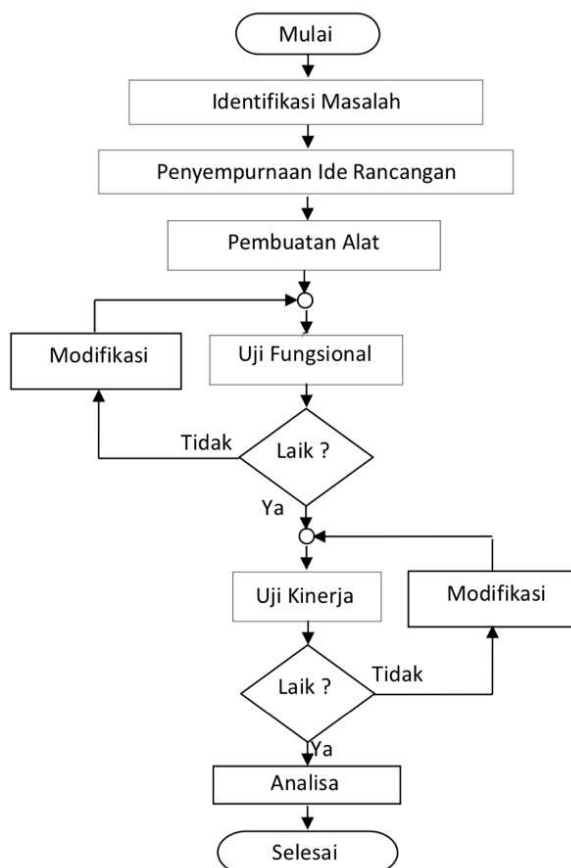 Mulai
Identifikasi Masalah
Penyempurnaan Ide Rancangan
Pembuatan Alat
Modifikasi
Uji Fungsional
Tidak
Laik ?
Ya
Uji Kinerja
Modifikasi
Laik ?
Tidak
Ya
Analisa
Selesai